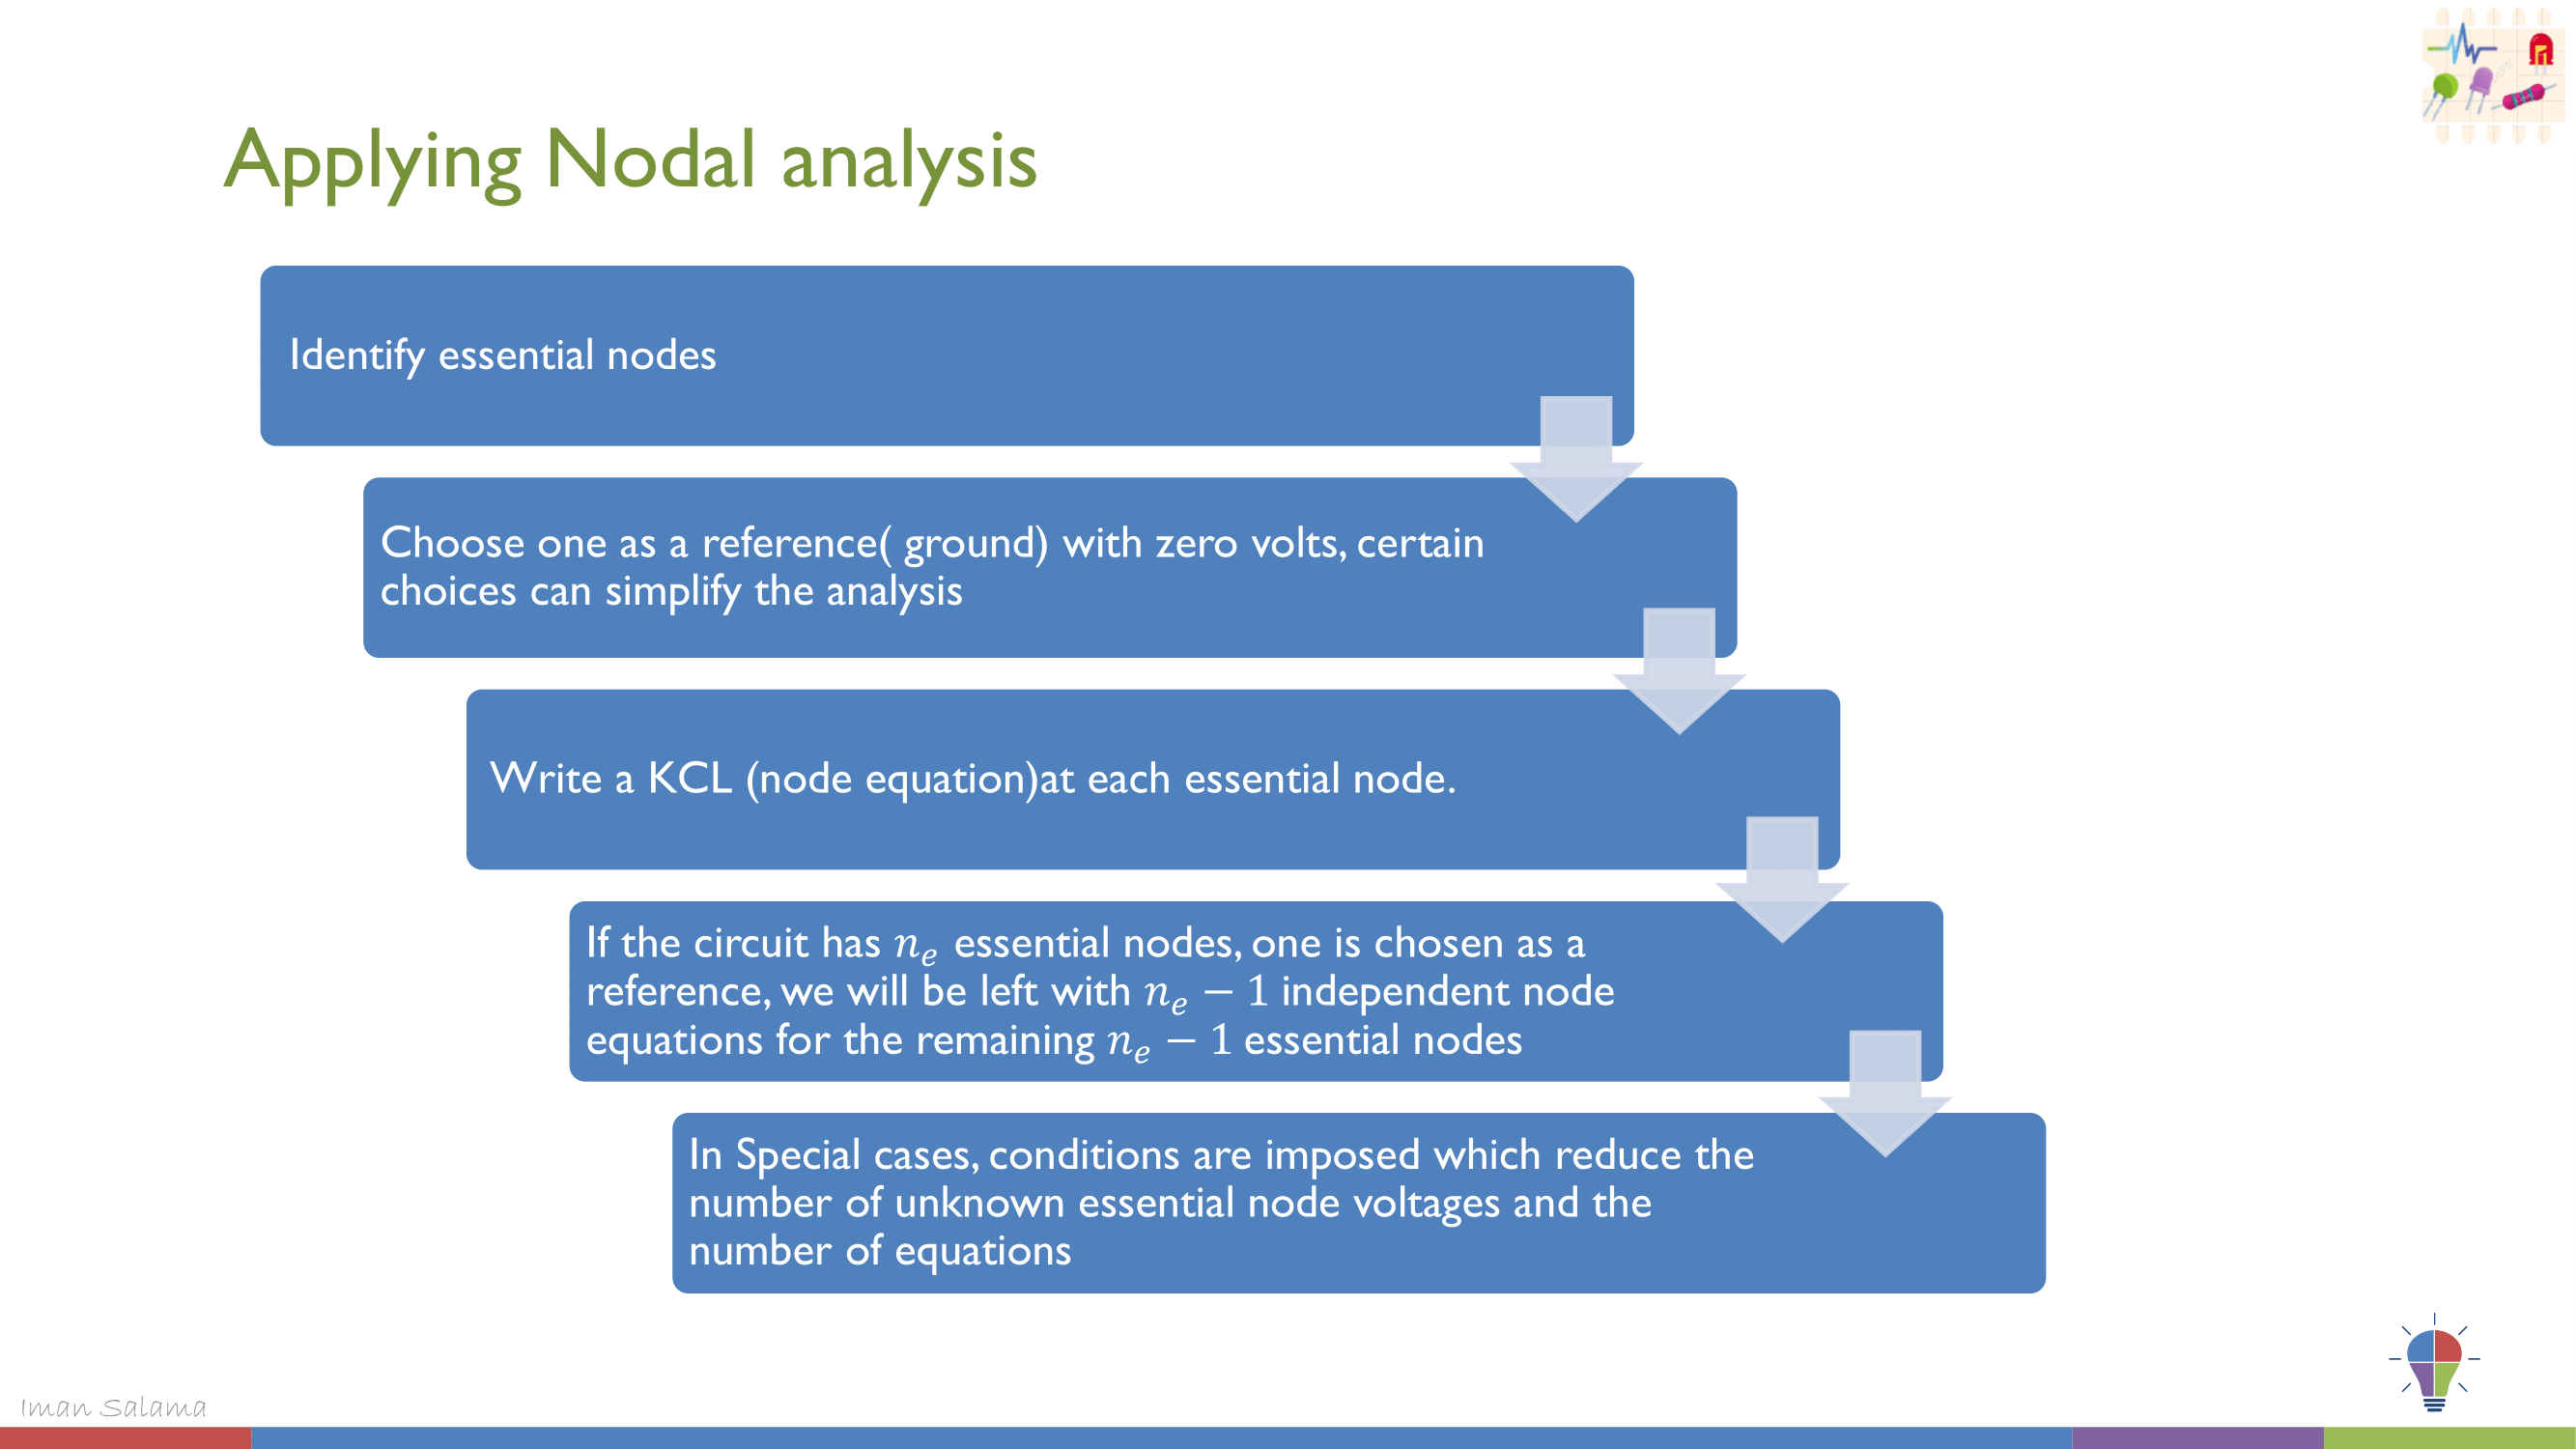 Applying Nodal analysis
Identify essential nodes
Choose one as a reference( ground) with zero volts, certain
choices can simplify the analysis
Write a KCL (node equation)at each essential node.
If the circuit has nₑ essential nodes, one is chosen as a
reference, we will be left with nₑ − 1 independent node
equations for the remaining nₑ − 1 essential nodes
In Special cases, conditions are imposed which reduce the
number of unknown essential node voltages and the
number of equations
Iman Salama